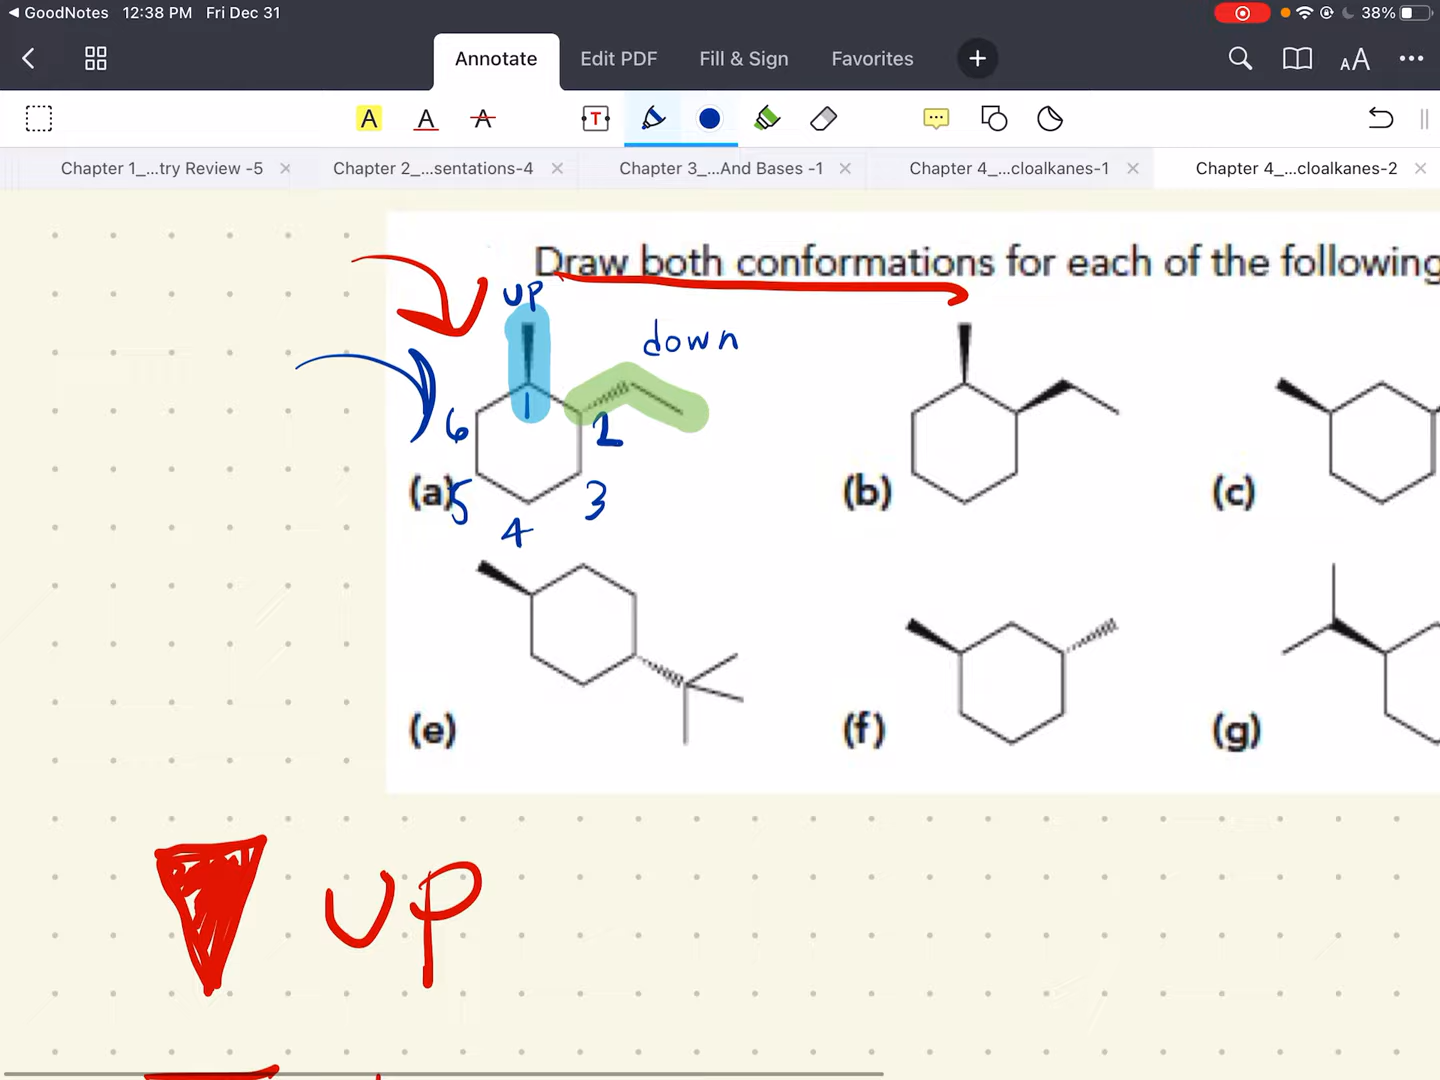 GoodNotes 12:38 PM Fri Dec 31 38%
Annotate Edit PDF Fill & Sign Favorites
A A A T AA
Chapter 1_...try Review -5 Chapter 2_...sentations-4 Chapter 3_...And Bases -1 Chapter 4_...cloalkanes-1 Chapter 4_...cloalkanes-2
Draw both conformations for each of the following
up
down
1
6 2
(a) 5 3 (b) (c)
4
(e) (f) (g)
UP